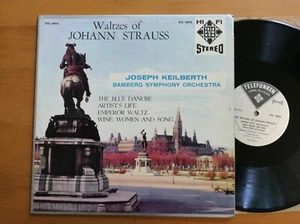 Waltzes of
JOHANN STRAUSS
HI FI
STEREO
JOSEPH KEILBERTH
BAMBERG SYMPHONY ORCHESTRA
THE BLUE DANUBE
ARTIST'S LIFE
EMPEROR WALTZ
WINE WOMEN AND SONG
TELEFUNKEN